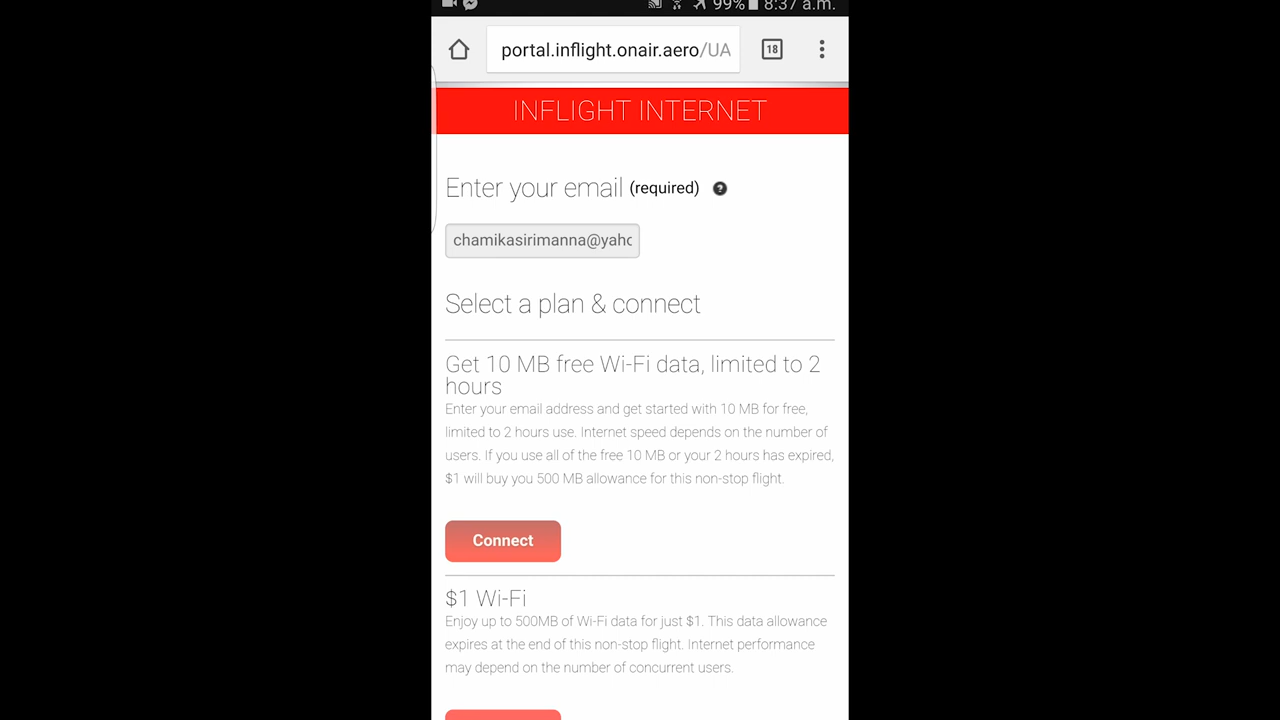 99% 8:37 a.m.
portal.inflight.onair.aero/UA
18
INFLIGHT INTERNET
Enter your email (required) ?
chamikasirimanna@yaho
Select a plan & connect
Get 10 MB free Wi-Fi data, limited to 2
hours
Enter your email address and get started with 10 MB for free,
limited to 2 hours use. Internet speed depends on the number of
users. If you use all of the free 10 MB or your 2 hours has expired,
$1 will buy you 500 MB allowance for this non-stop flight.
Connect
$1 Wi-Fi
Enjoy up to 500MB of Wi-Fi data for just $1. This data allowance
expires at the end of this non-stop flight. Internet performance
may depend on the number of concurrent users.